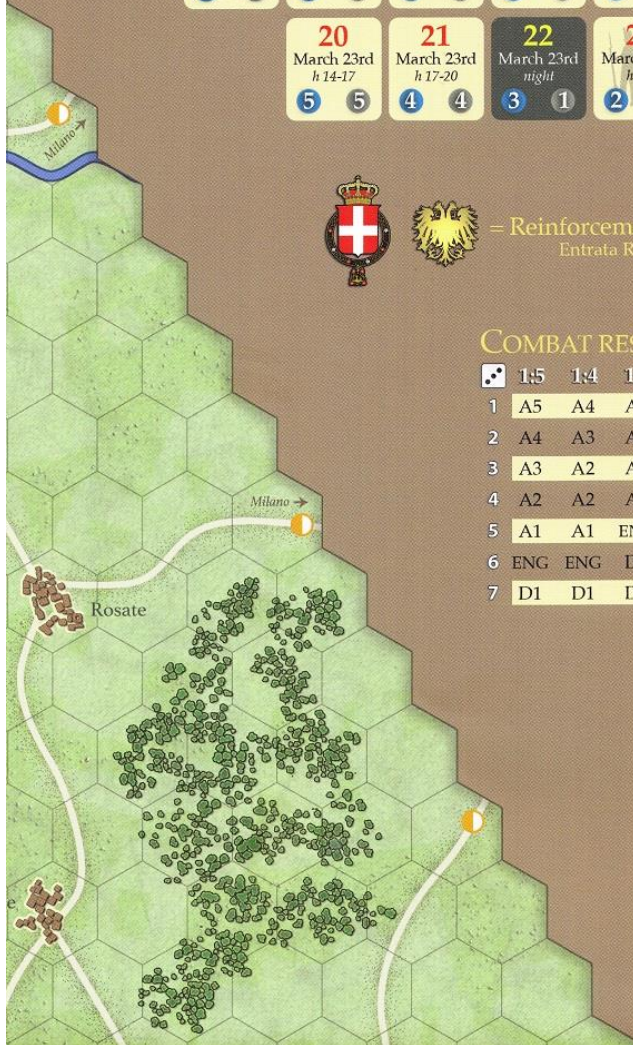 20
March 23rd
h 14-17
5 5
21
March 23rd
h 17-20
4 4
22
March 23rd
night
3 1
2
Milano
= Reinforcem
Entrata R
COMBAT RES
1:5 1:4 1
1 A5 A4 A
2 A4 A3 A
3 A3 A2 A
4 A2 A2 A
5 A1 A1 EN
6 ENG ENG D
7 D1 D1 D
Milano
Rosate
e